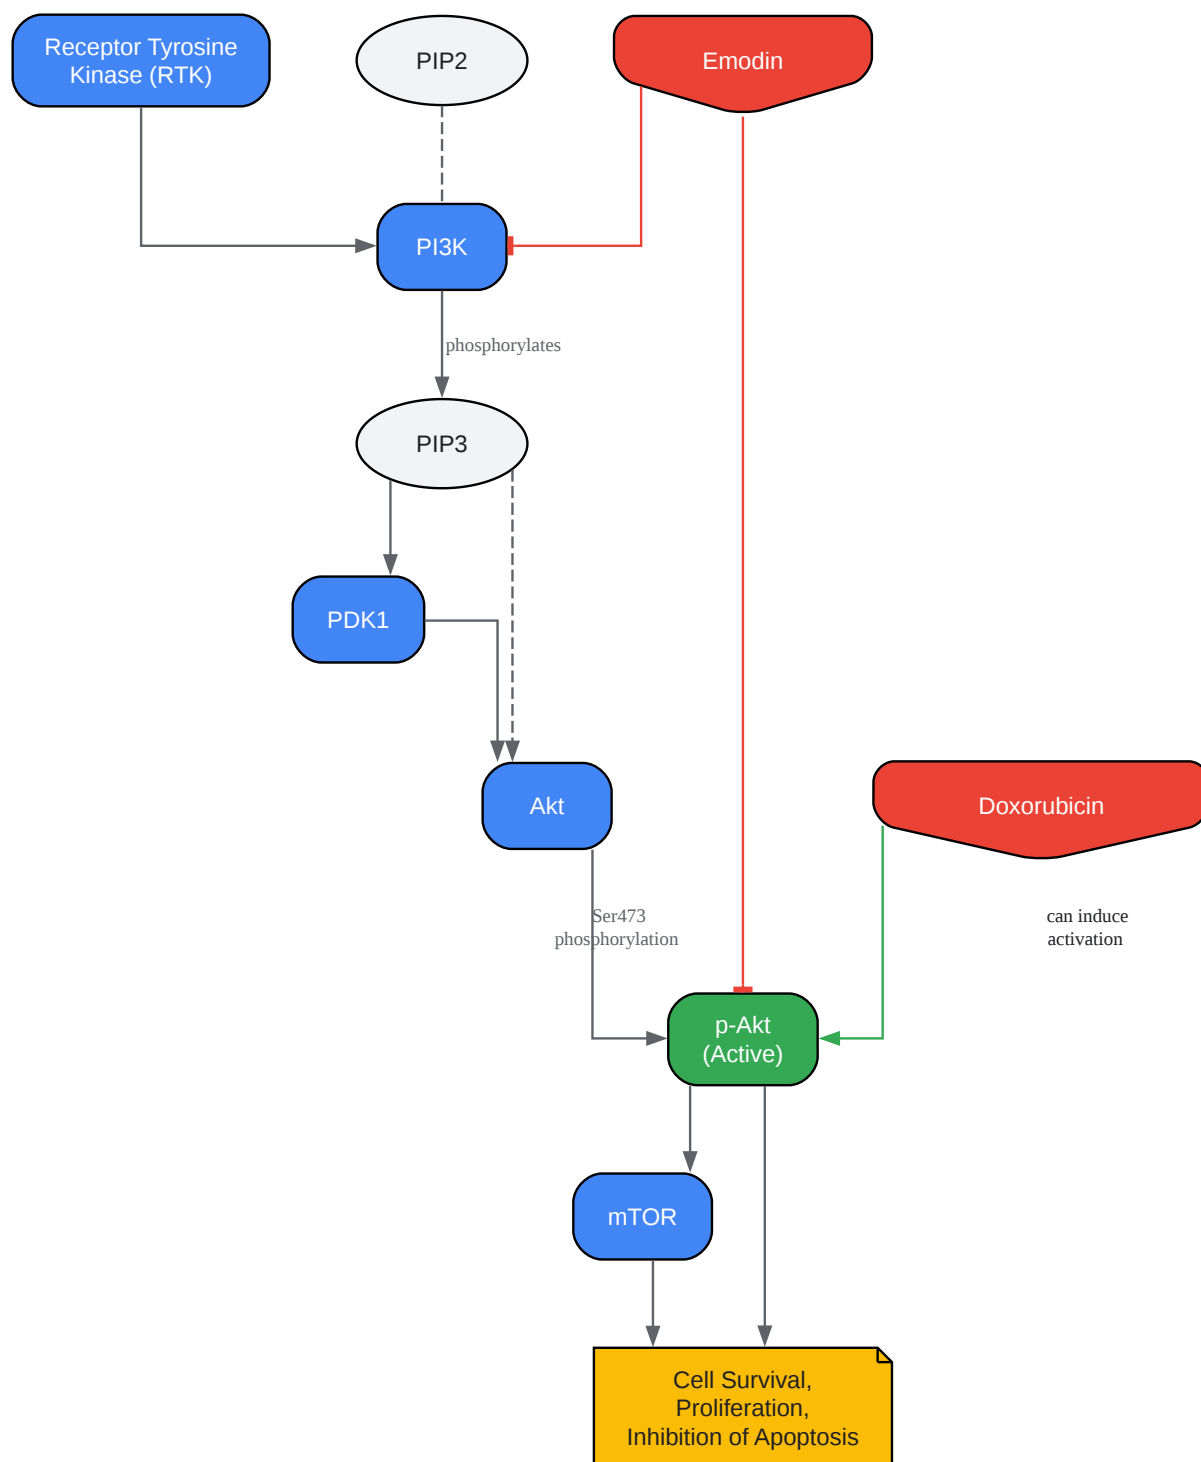 Receptor Tyrosine
Kinase (RTK)
PIP2
Emodin
PI3K
phosphorylates
PIP3
PDK1
Akt
Doxorubicin
Ser473
phosphorylation
can induce
activation
p-Akt
(Active)
mTOR
Cell Survival,
Proliferation,
Inhibition of Apoptosis